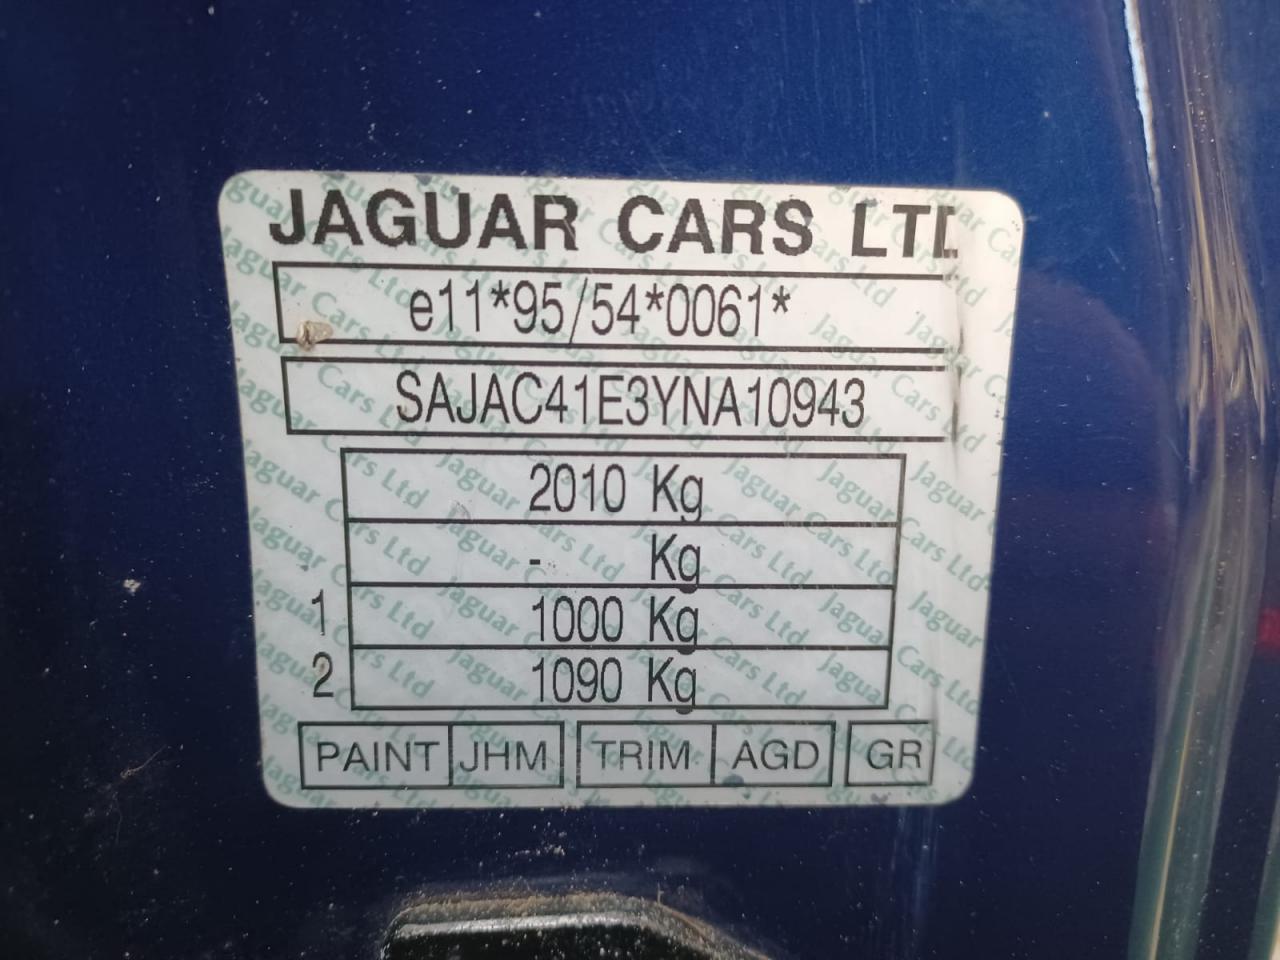 JAGUAR CARS LTD
e11*95/54*0061*
SAJAC41E3YNA10943
2010 Kg
- Kg
1 1000 Kg
2 1090 Kg
PAINT JHM TRIM AGD GR